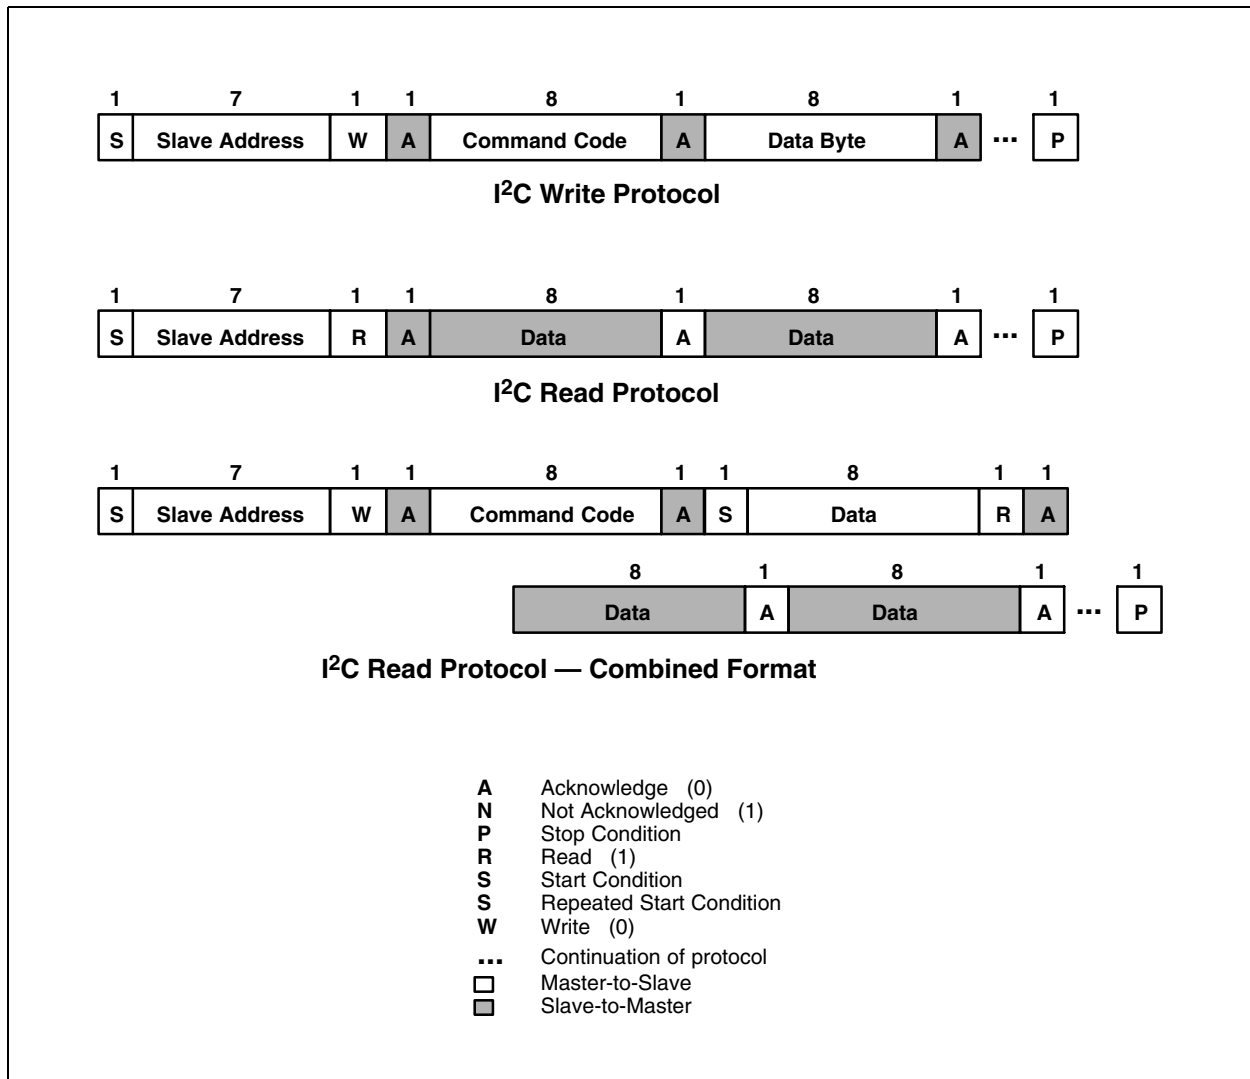 1 7 1 1 8 1 8 1 1
S Slave Address W A Command Code A Data Byte A ... P
I²C Write Protocol
1 7 1 1 8 1 8 1 1
S Slave Address R A Data A Data A ... P
I²C Read Protocol
1 7 1 1 8 1 1 8 1 1
S Slave Address W A Command Code A S Data R A
8 1 8 1 1
Data A Data A ... P
I²C Read Protocol — Combined Format
A Acknowledge (0)
N Not Acknowledged (1)
P Stop Condition
R Read (1)
S Start Condition
S Repeated Start Condition
W Write (0)
... Continuation of protocol
Master-to-Slave
Slave-to-Master